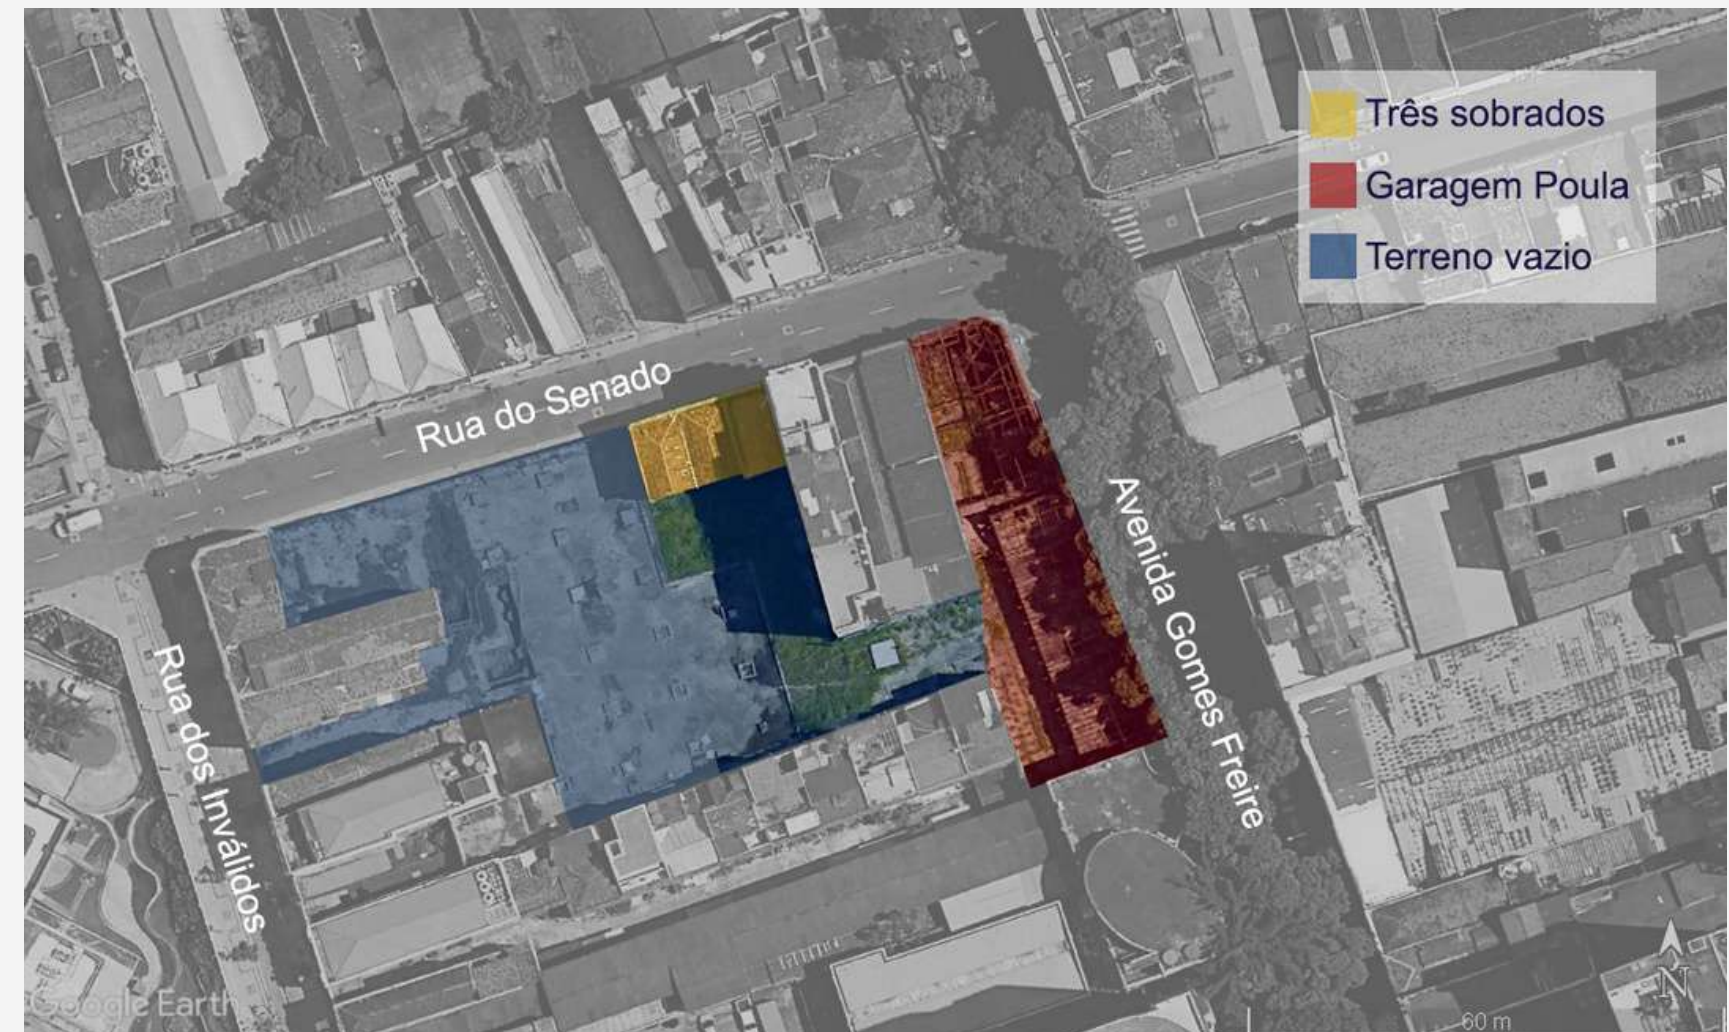 Três sobrados
Garagem Poula
Terreno vazio
Rua do Senado
Avenida Gomes Freire
Rua dos Inválidos
Google Earth
N
60 m